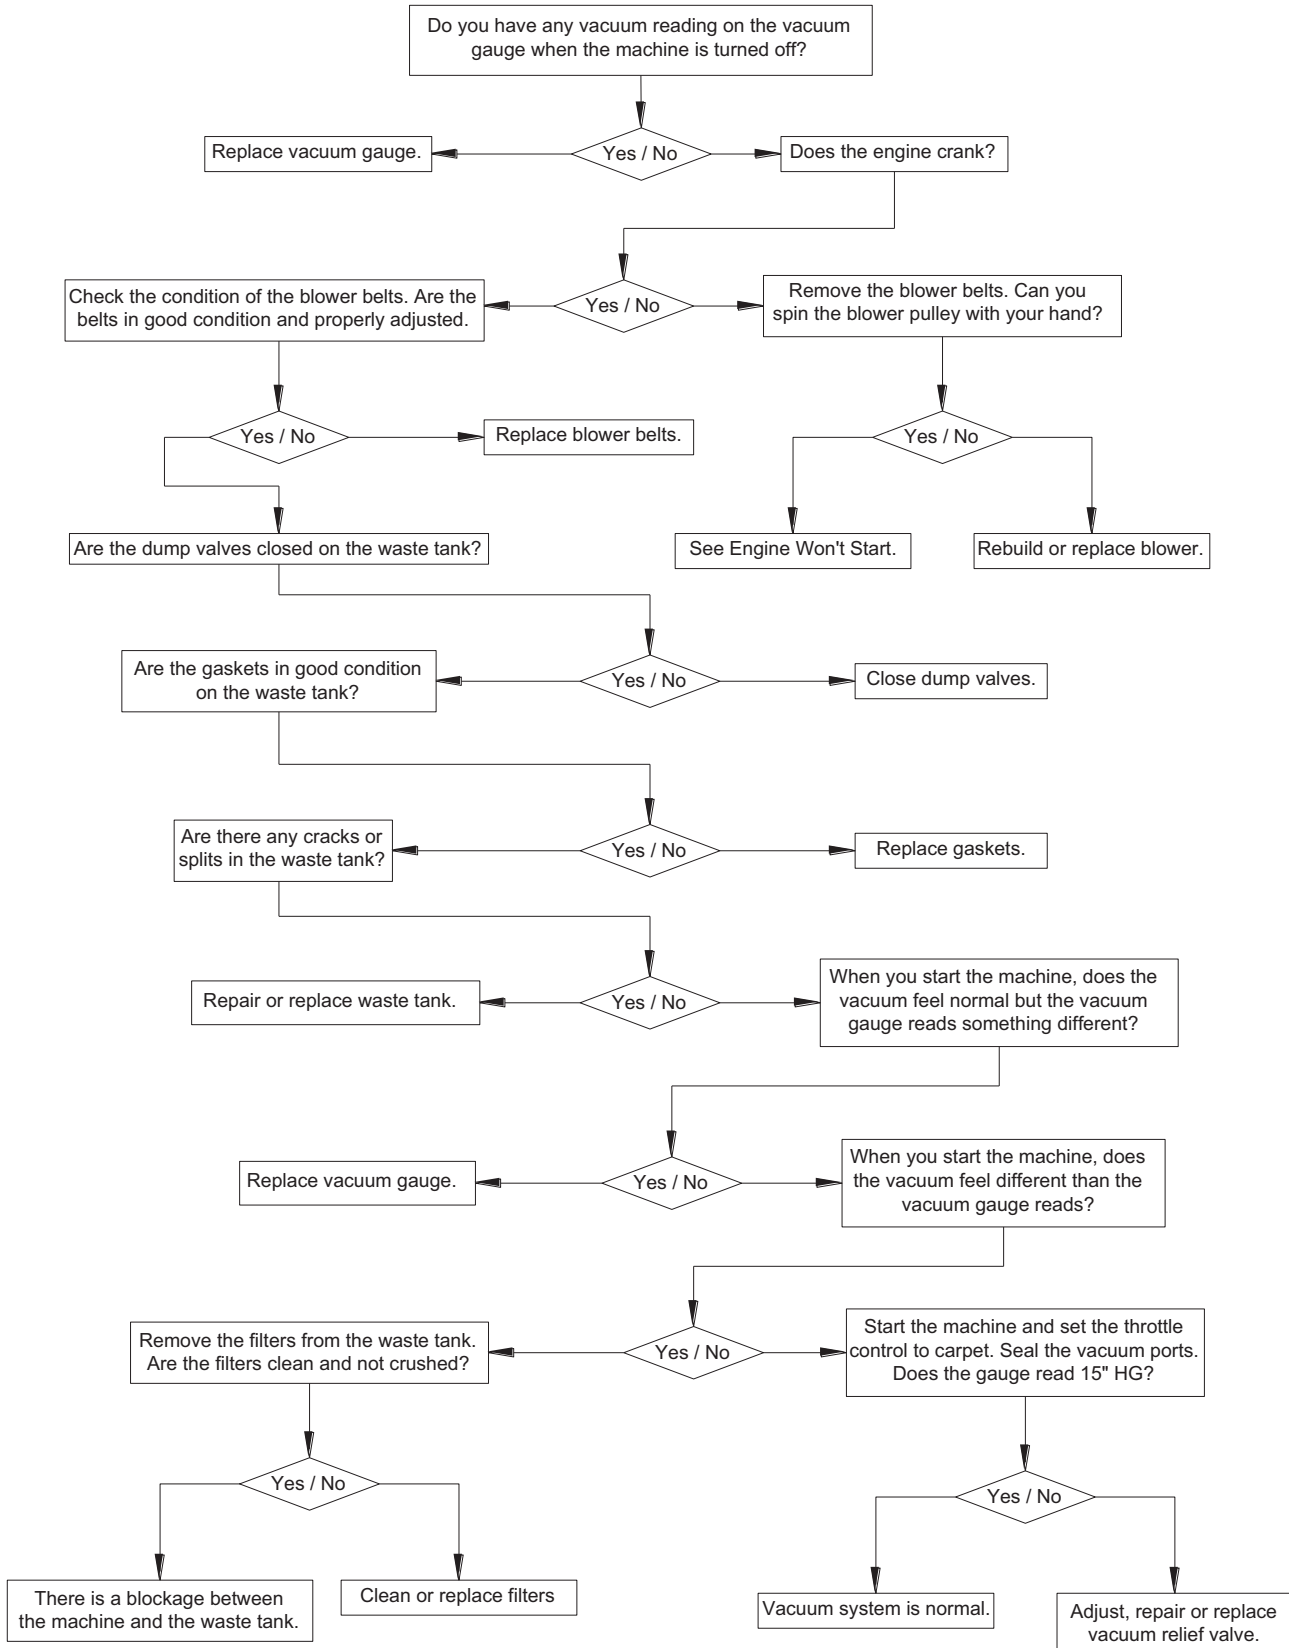 Do you have any vacuum reading on the vacuum
gauge when the machine is turned off?
Replace vacuum gauge.
Yes / No
Does the engine crank?
Check the condition of the blower belts. Are the
belts in good condition and properly adjusted.
Yes / No
Remove the blower belts. Can you
spin the blower pulley with your hand?
Yes / No
Replace blower belts.
Yes / No
Are the dump valves closed on the waste tank?
See Engine Won't Start.
Rebuild or replace blower.
Are the gaskets in good condition
on the waste tank?
Yes / No
Close dump valves.
Are there any cracks or
splits in the waste tank?
Yes / No
Replace gaskets.
Repair or replace waste tank.
Yes / No
When you start the machine, does the
vacuum feel normal but the vacuum
gauge reads something different?
Replace vacuum gauge.
Yes / No
When you start the machine, does
the vacuum feel different than the
vacuum gauge reads?
Remove the filters from the waste tank.
Are the filters clean and not crushed?
Yes / No
Start the machine and set the throttle
control to carpet. Seal the vacuum ports.
Does the gauge read 15" HG?
Yes / No
Yes / No
There is a blockage between
the machine and the waste tank.
Clean or replace filters
Vacuum system is normal.
Adjust, repair or replace
vacuum relief valve.